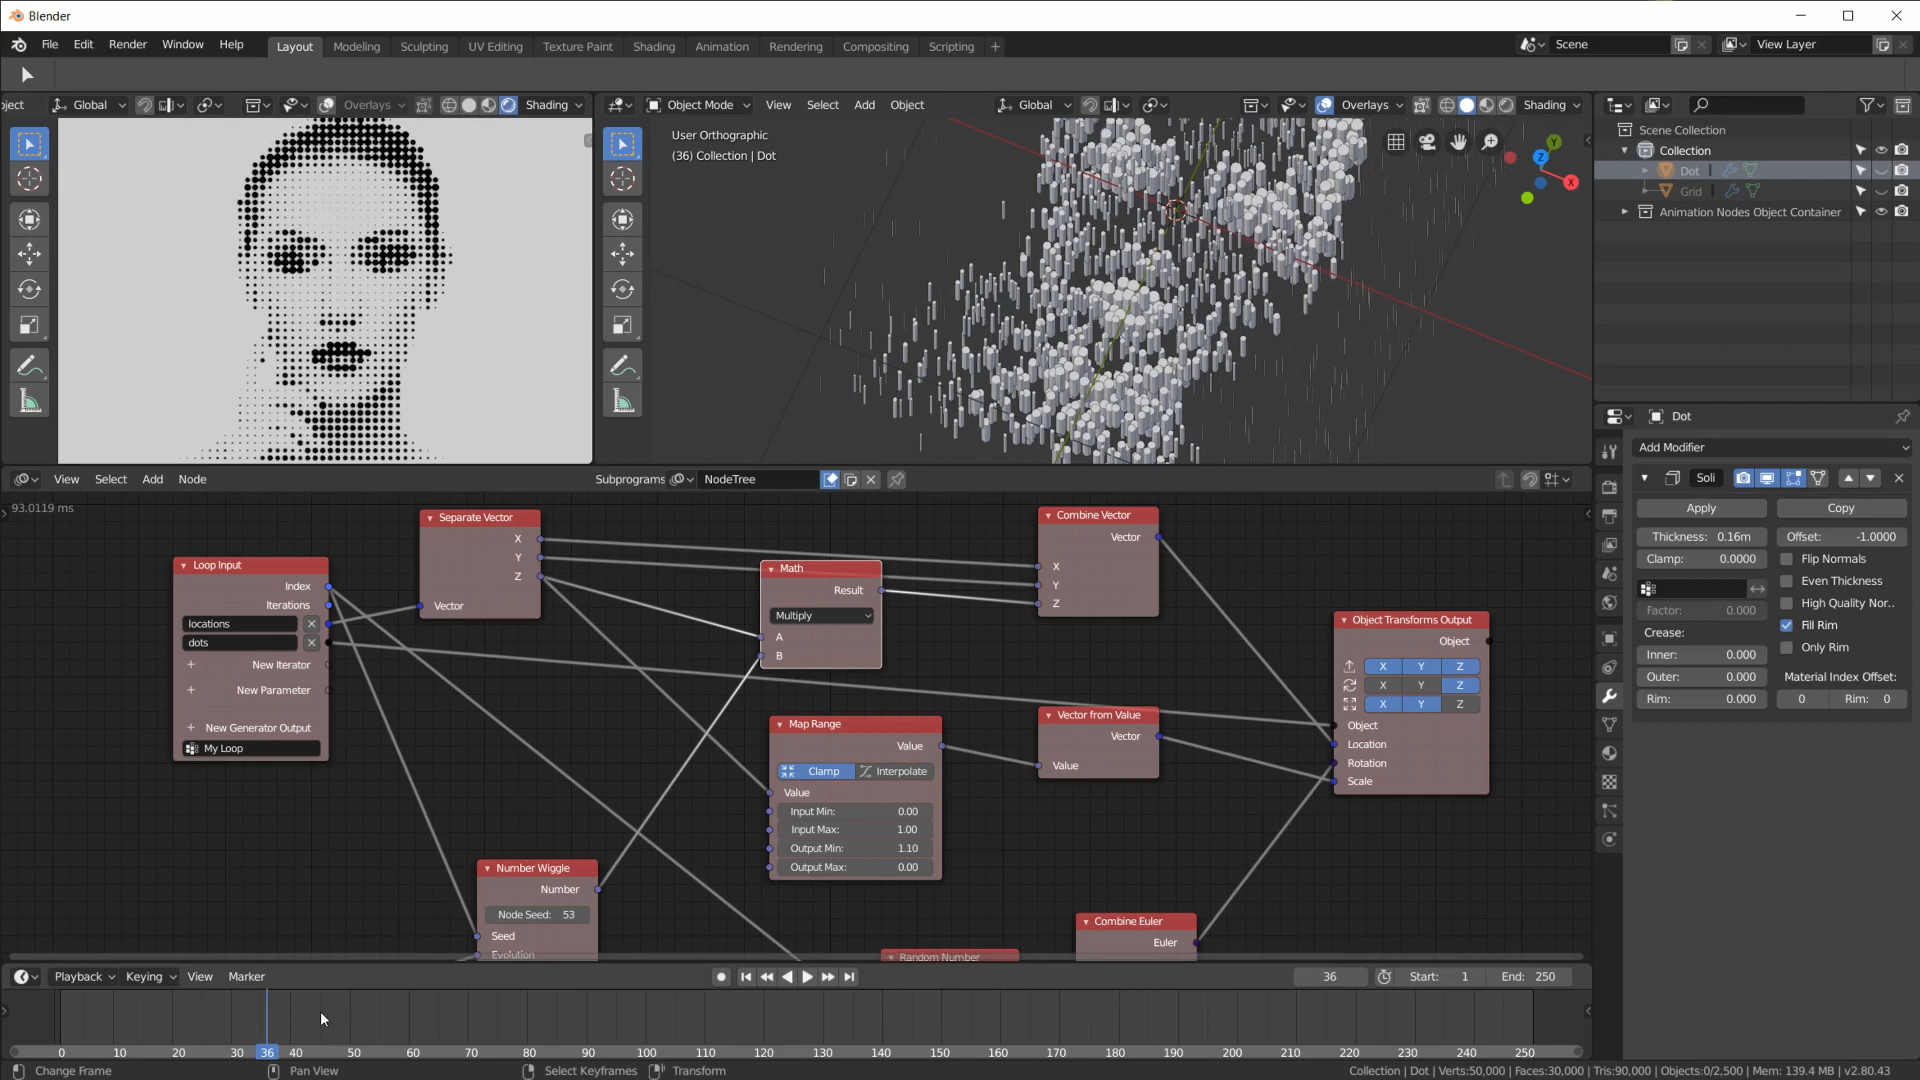 Blender
File Edit Render Window Help Layout Modeling Sculpting UV Editing Texture Paint Shading Animation Rendering Compositing Scripting + Scene View Layer
ject Global Overlays Shading
Object Mode View Select Add Object Global Overlays Shading
User Orthographic
(36) Collection | Dot
Y
Z
X
Scene Collection
Collection
Dot
Grid
Animation Nodes Object Container
View Select Add Node Subprograms NodeTree
93.0119 ms
Loop Input
Index
Iterations
locations
dots
New Iterator
New Parameter
New Generator Output
My Loop
Separate Vector
X
Y
Z
Vector
Number Wiggle
Number
Node Seed: 53
Seed
Evolution
Math
Result
Multiply
A
B
Map Range
Value
Clamp Interpolate
Value
Input Min: 0.00
Input Max: 1.00
Output Min: 1.10
Output Max: 0.00
Random Number
Combine Vector
Vector
X
Y
Z
Vector from Value
Vector
Value
Combine Euler
Euler
Object Transforms Output
Object
X Y Z
X Y Z
X Y Z
Object
Location
Rotation
Scale
Dot
Add Modifier
Soli
Apply Copy
Thickness: 0.16m Offset: -1.0000
Clamp: 0.0000 Flip Normals
Even Thickness
Factor: 0.000 High Quality Nor..
Crease: Fill Rim
Inner: 0.000 Only Rim
Outer: 0.000 Material Index Offset:
Rim: 0.000 0 Rim: 0
Playback Keying View Marker 36 Start: 1 End: 250
0 10 20 30 36 40 50 60 70 80 90 100 110 120 130 140 150 160 170 180 190 200 210 220 230 240 250
Change Frame Pan View Select Keyframes Transform Collection | Dot | Verts:50,000 | Faces:30,000 | Tris:90,000 | Objects:0/2,500 | Mem: 139.4 MB | v2.80.43